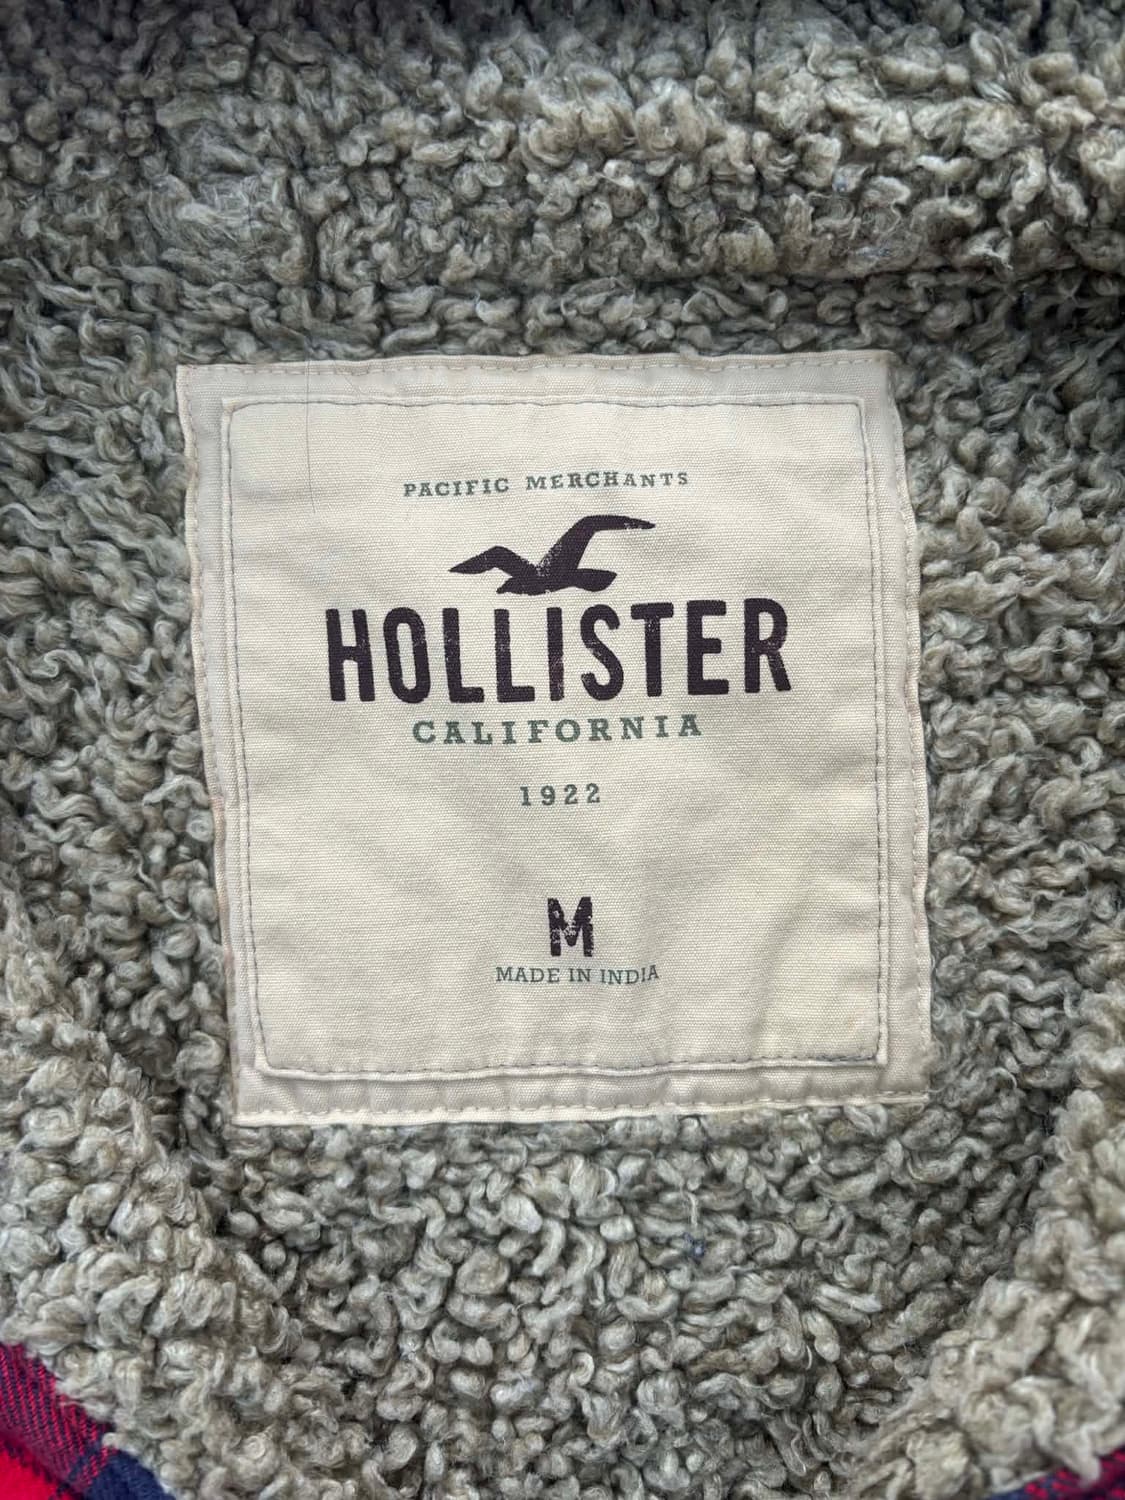 PACIFIC MERCHANTS
HOLLISTER
CALIFORNIA
1922
M
MADE IN INDIA